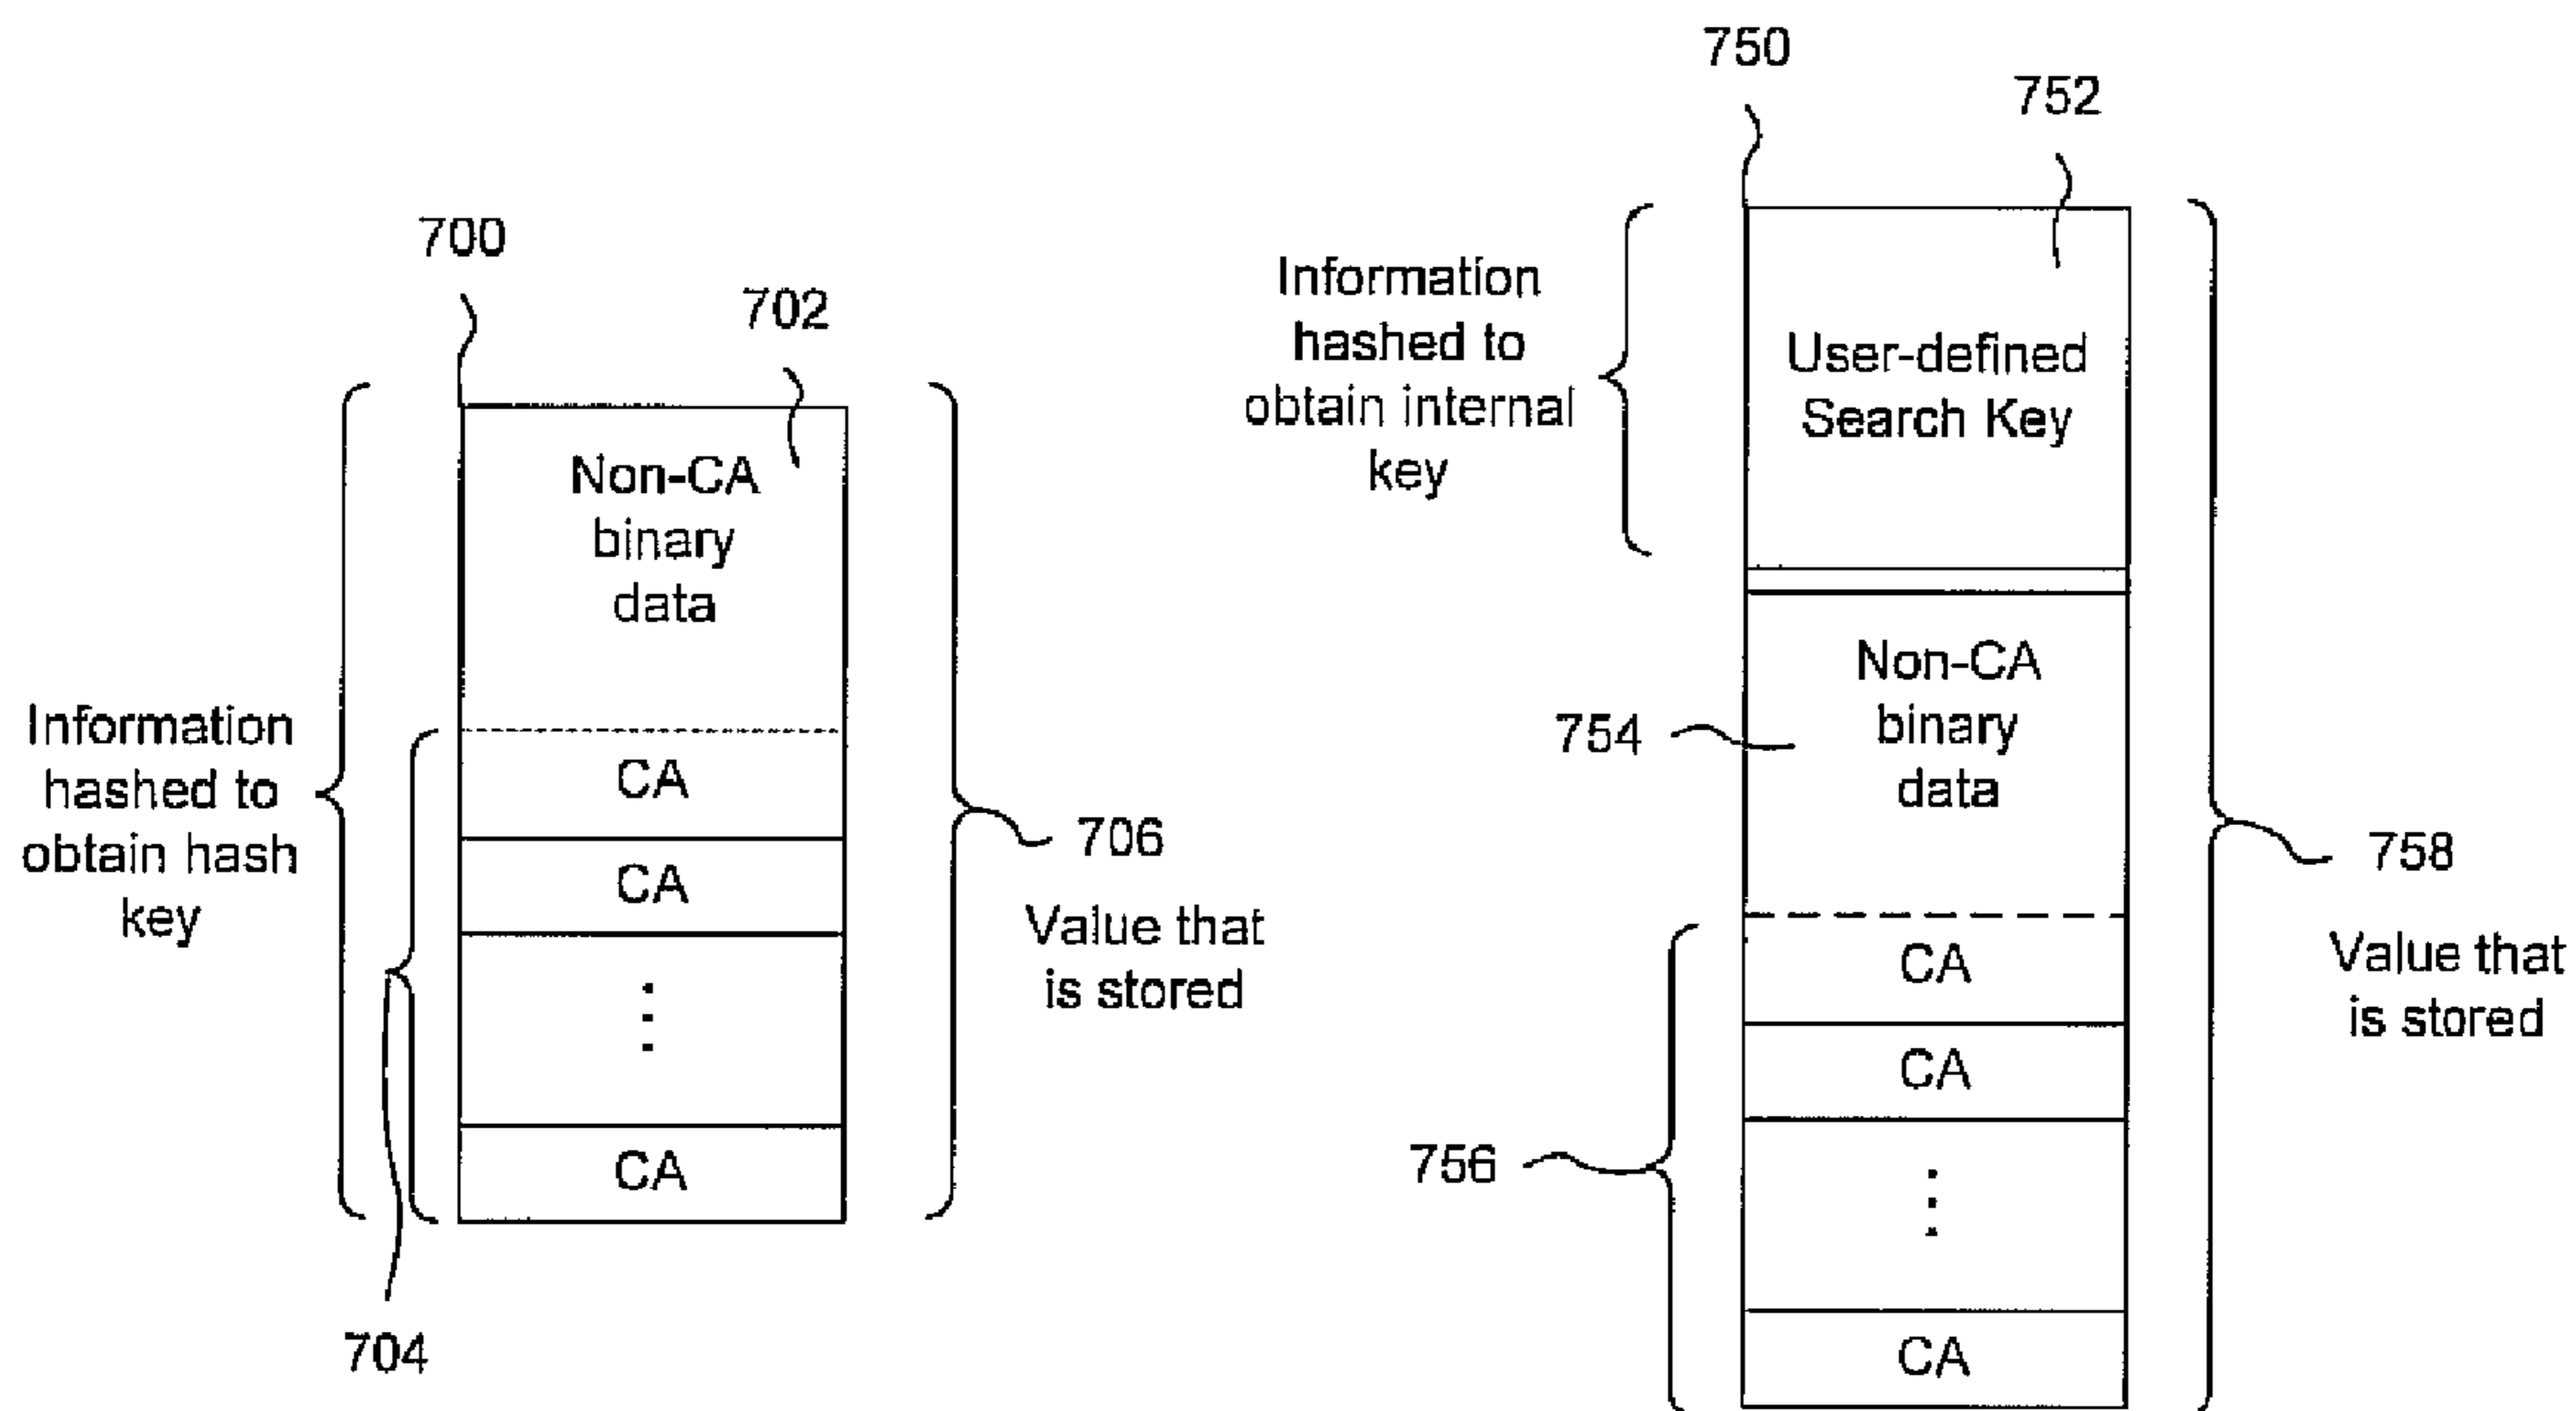 700
702
Information
hashed to
obtain hash
key
Non-CA
binary
data
CA
CA
⋮
CA
704
706
Value that
is stored
750
752
Information
hashed to
obtain internal
key
User-defined
Search Key
754
Non-CA
binary
data
CA
CA
⋮
CA
756
758
Value that
is stored